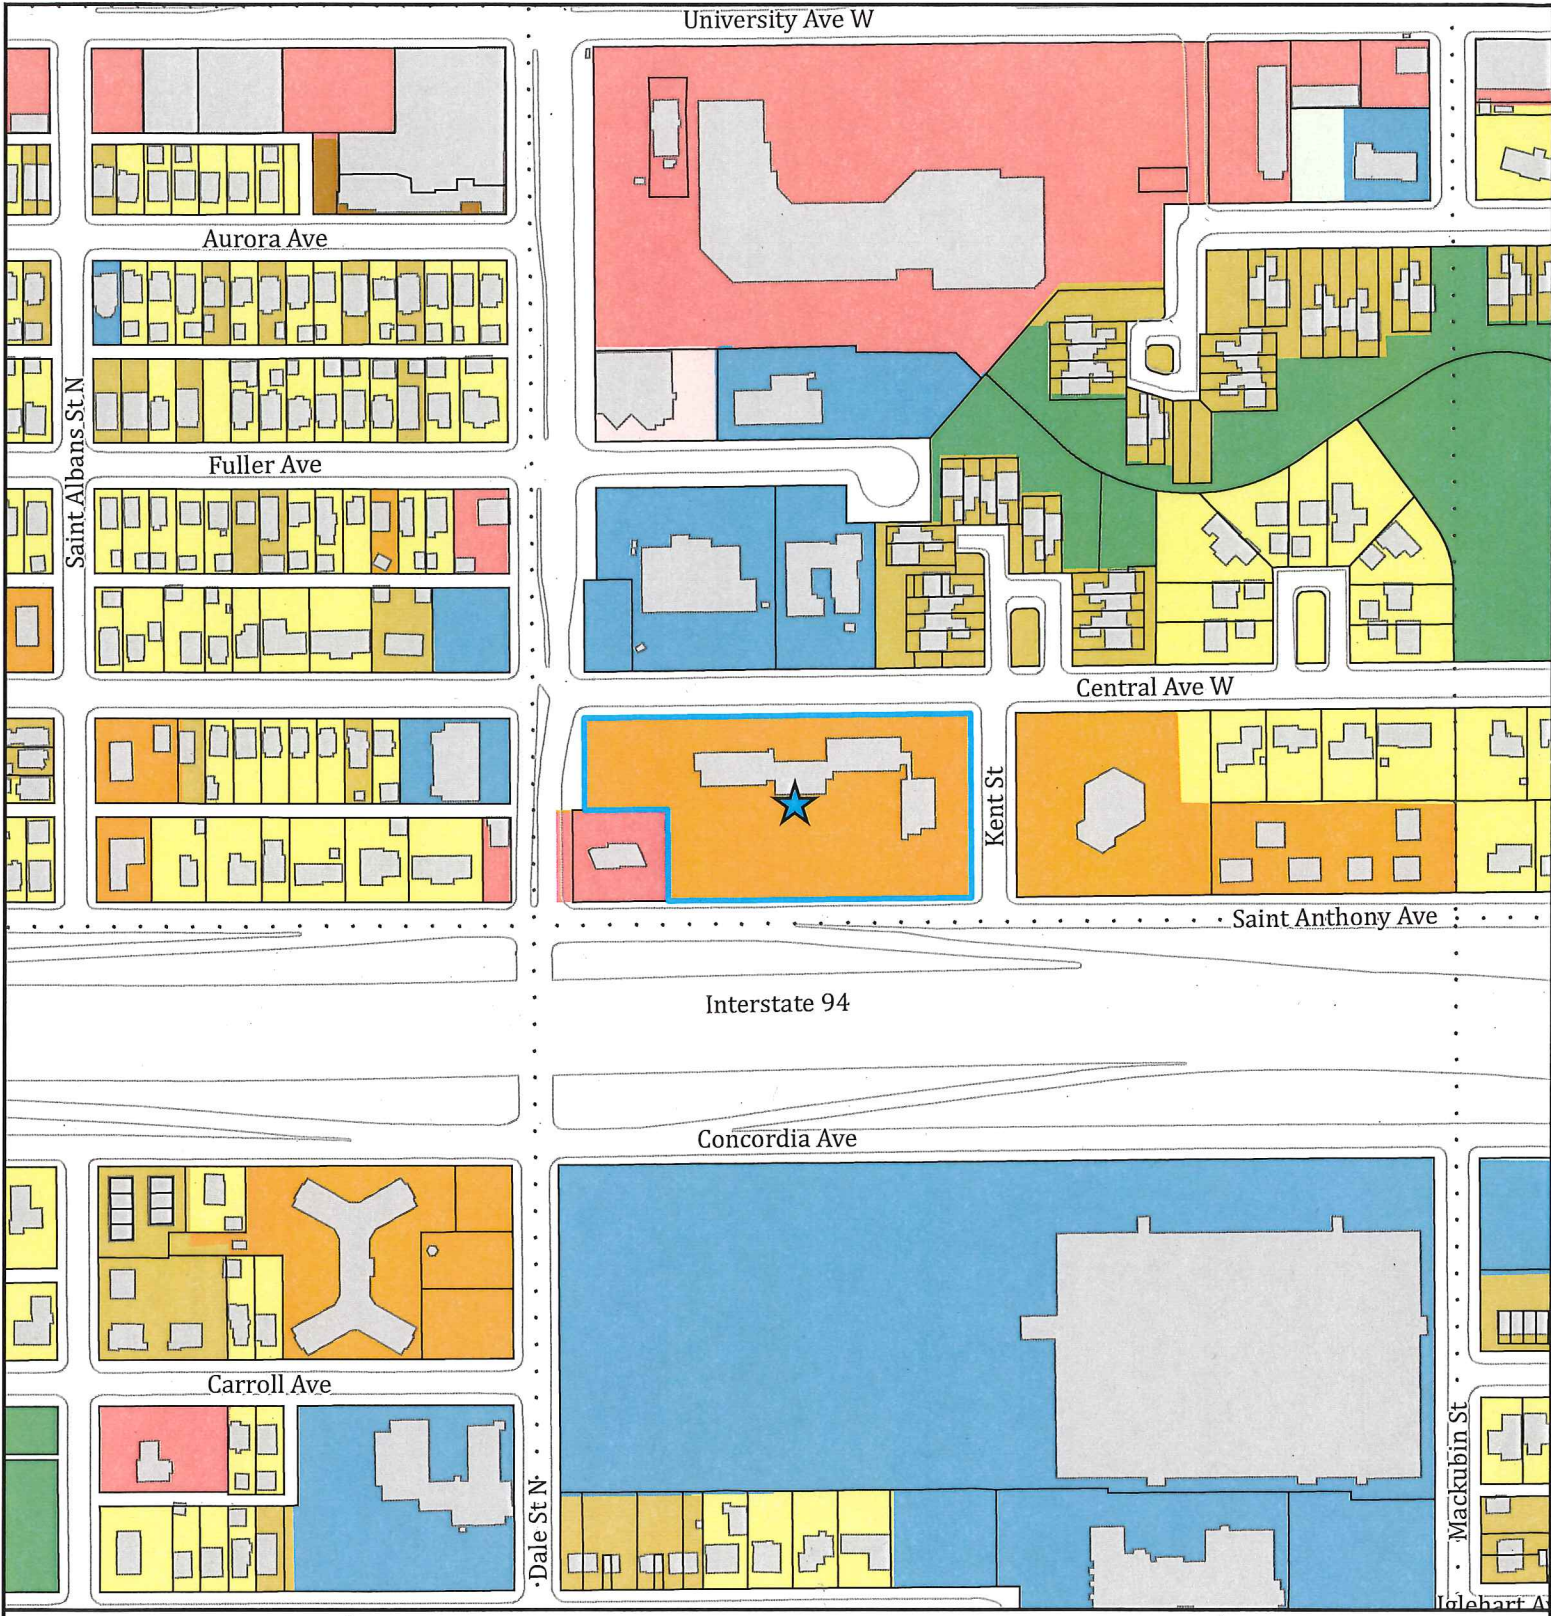 University Ave W
Aurora Ave
Saint Albans St N
Fuller Ave
Central Ave W
Kent St
Saint Anthony Ave
Interstate 94
Concordia Ave
Carroll Ave
Dale St N
Mackubin St
Iglehart A